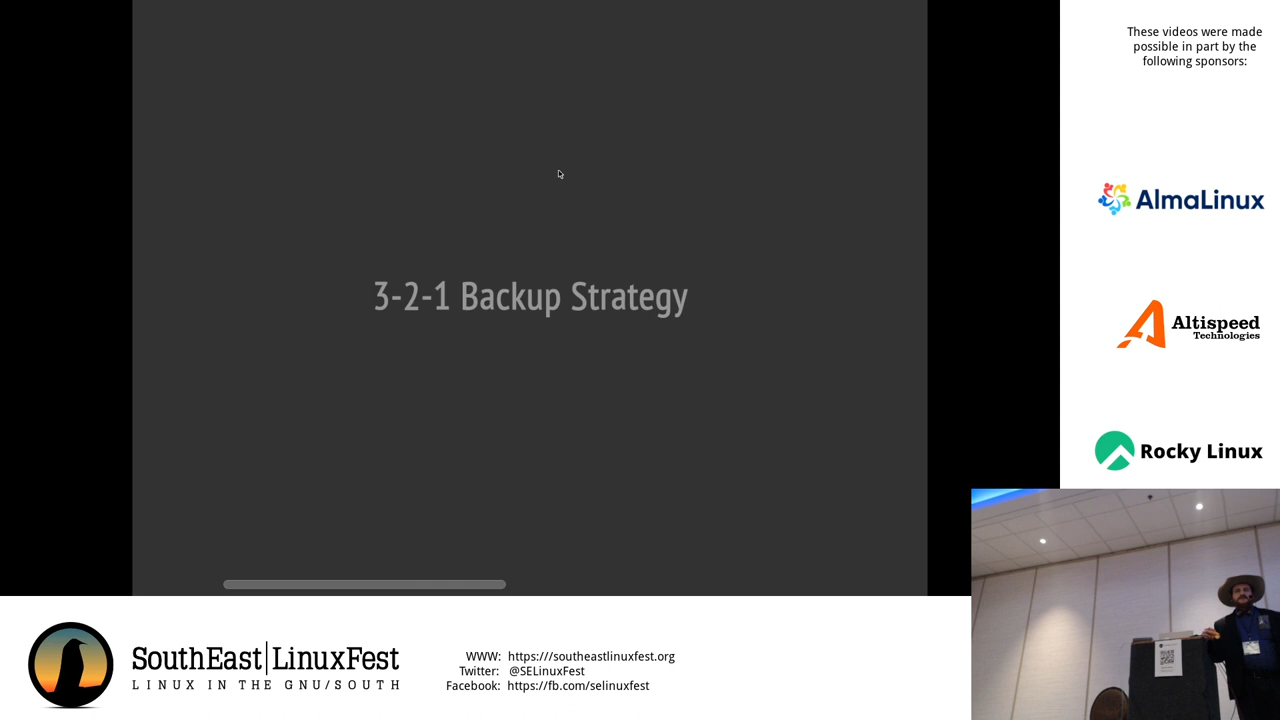 3-2-1 Backup Strategy
These videos were made
possible in part by the
following sponsors:
AlmaLinux
Altispeed
Technologies
Rocky Linux
SouthEast|LinuxFest
LINUX IN THE GNU/SOUTH
WWW: https:///southeastlinuxfest.org
Twitter: @SELinuxFest
Facebook: https://fb.com/selinuxfest